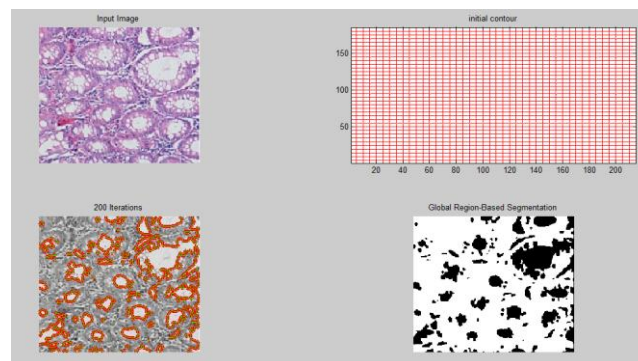 Input Image
initial contour
150
100
50
20 40 60 80 100 120 140 160 180 200
200 Iterations
Global Region-Based Segmentation